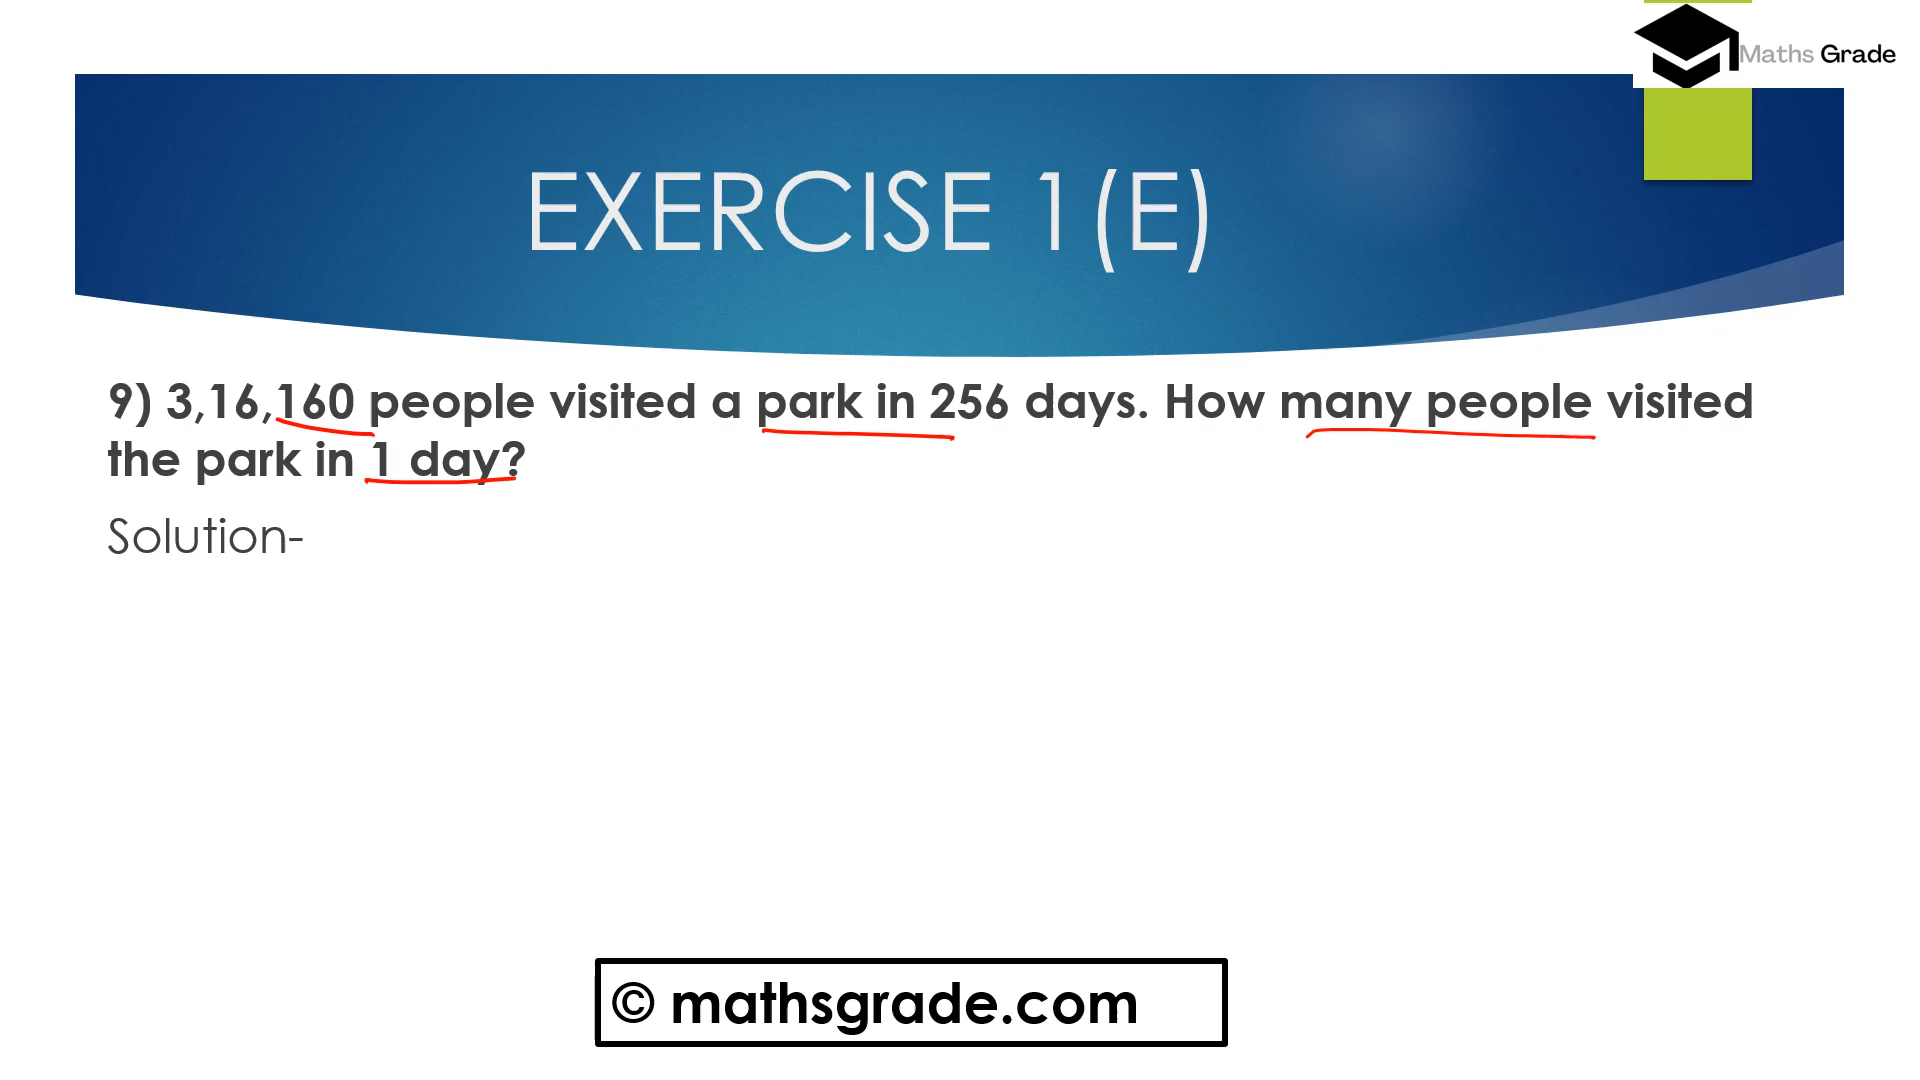 Maths Grade
EXERCISE 1(E)
9) 3,16,160 people visited a park in 256 days. How many people visited
the park in 1 day?
Solution-
© mathsgrade.com